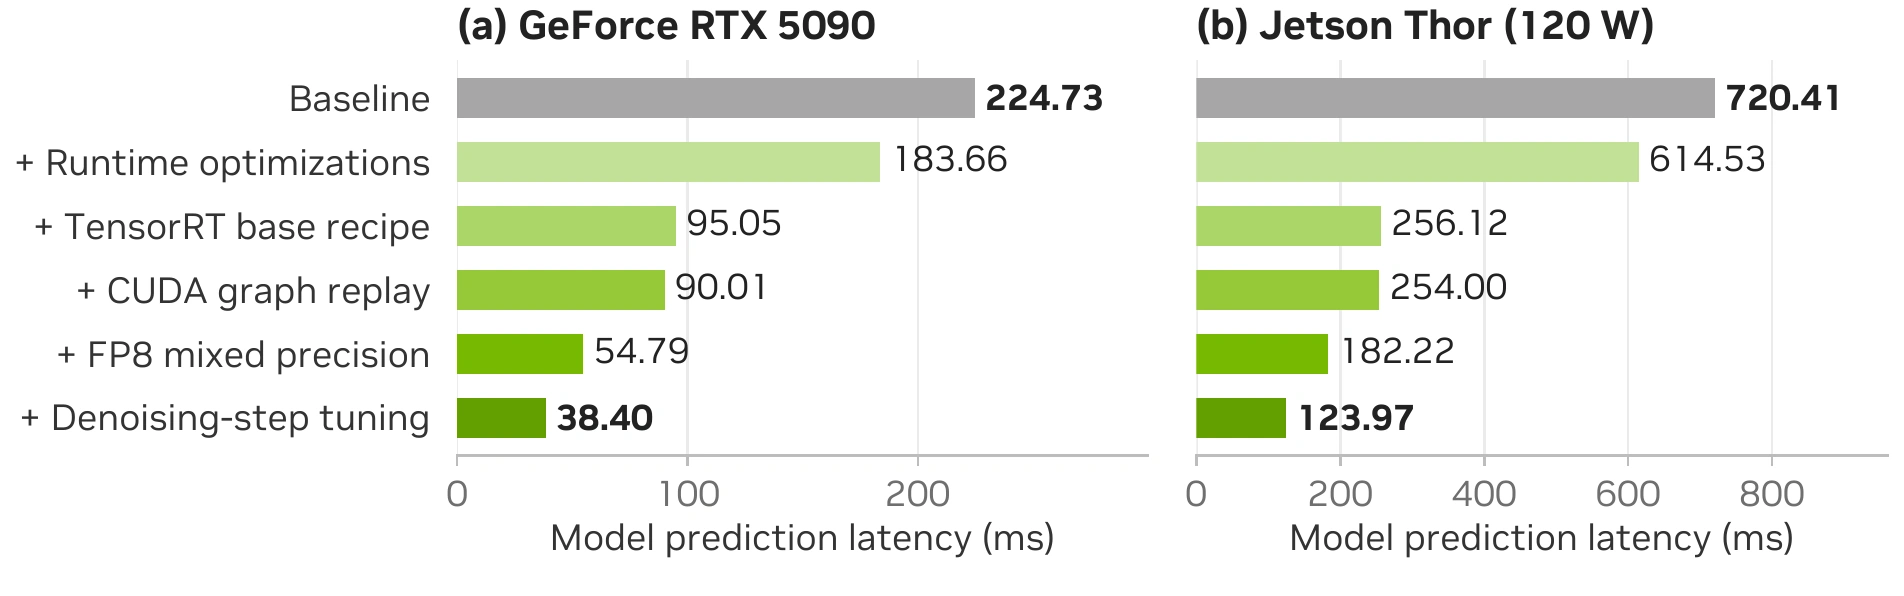 (a) GeForce RTX 5090
Baseline 224.73
+ Runtime optimizations 183.66
+ TensorRT base recipe 95.05
+ CUDA graph replay 90.01
+ FP8 mixed precision 54.79
+ Denoising-step tuning 38.40
0 100 200
Model prediction latency (ms)
(b) Jetson Thor (120 W)
720.41
614.53
256.12
254.00
182.22
123.97
0 200 400 600 800
Model prediction latency (ms)